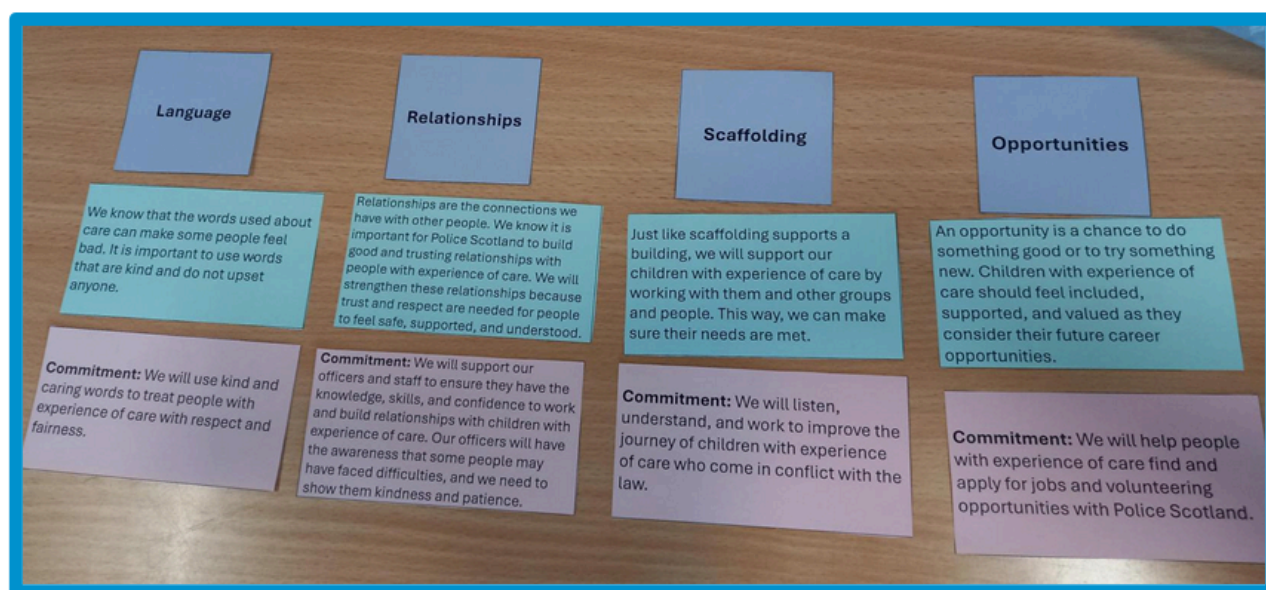 Language
We know that the words used about
care can make some people feel
bad. It is important to use words
that are kind and do not upset
anyone.
Commitment: We will use kind and
caring words to treat people with
experience of care with respect and
fairness.
Relationships
Relationships are the connections we
have with other people. We know it is
important for Police Scotland to build
good and trusting relationships with
people with experience of care. We will
strengthen these relationships because
trust and respect are needed for people
to feel safe, supported, and understood.
Commitment: We will support our
officers and staff to ensure they have the
knowledge, skills, and confidence to work
and build relationships with children with
experience of care. Our officers will have
the awareness that some people may
have faced difficulties, and we need to
show them kindness and patience.
Scaffolding
Just like scaffolding supports a
building, we will support our
children with experience of care by
working with them and other groups
and people. This way, we can make
sure their needs are met.
Commitment: We will listen,
understand, and work to improve the
journey of children with experience
of care who come in conflict with the
law.
Opportunities
An opportunity is a chance to do
something good or to try something
new. Children with experience of
care should feel included,
supported, and valued as they
consider their future career
opportunities.
Commitment: We will help people
with experience of care find and
apply for jobs and volunteering
opportunities with Police Scotland.